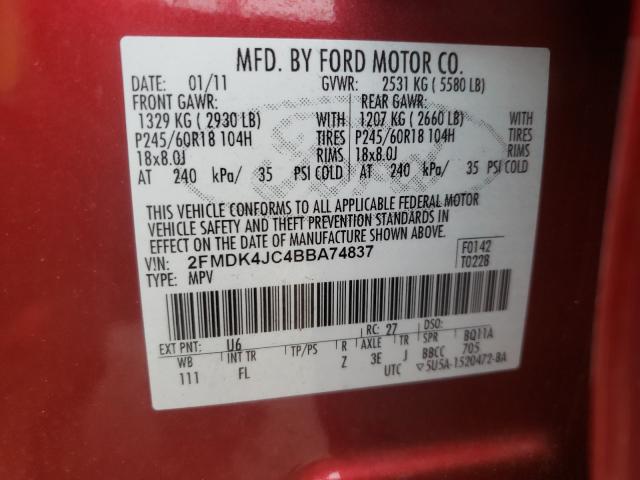 MFD. BY FORD MOTOR CO.
DATE: 01/11 GVWR: 2531 KG ( 5580 LB)
FRONT GAWR: REAR GAWR:
1329 KG ( 2930 LB) WITH 1207 KG ( 2660 LB) WITH
P245/60R18 104H TIRES P245/60R18 104H TIRES
18x8.0J RIMS 18x8.0J RIMS
AT 240 kPa/ 35 PSI COLD AT 240 kPa/ 35 PSI COLD
THIS VEHICLE CONFORMS TO ALL APPLICABLE FEDERAL MOTOR
VEHICLE SAFETY AND THEFT PREVENTION STANDARDS IN
EFFECT ON THE DATE OF MANUFACTURE SHOWN ABOVE.
VIN: 2FMDK4JC4BBA74837 F0142
TYPE: MPV T0228
EXT PNT: U6 RC: 27 DSO:
WB INT TR TP/PS R AXLE TR SPR BQ11A
111 FL Z 3E J BBCC 705
UTC ▽5U5A-1520472-BA